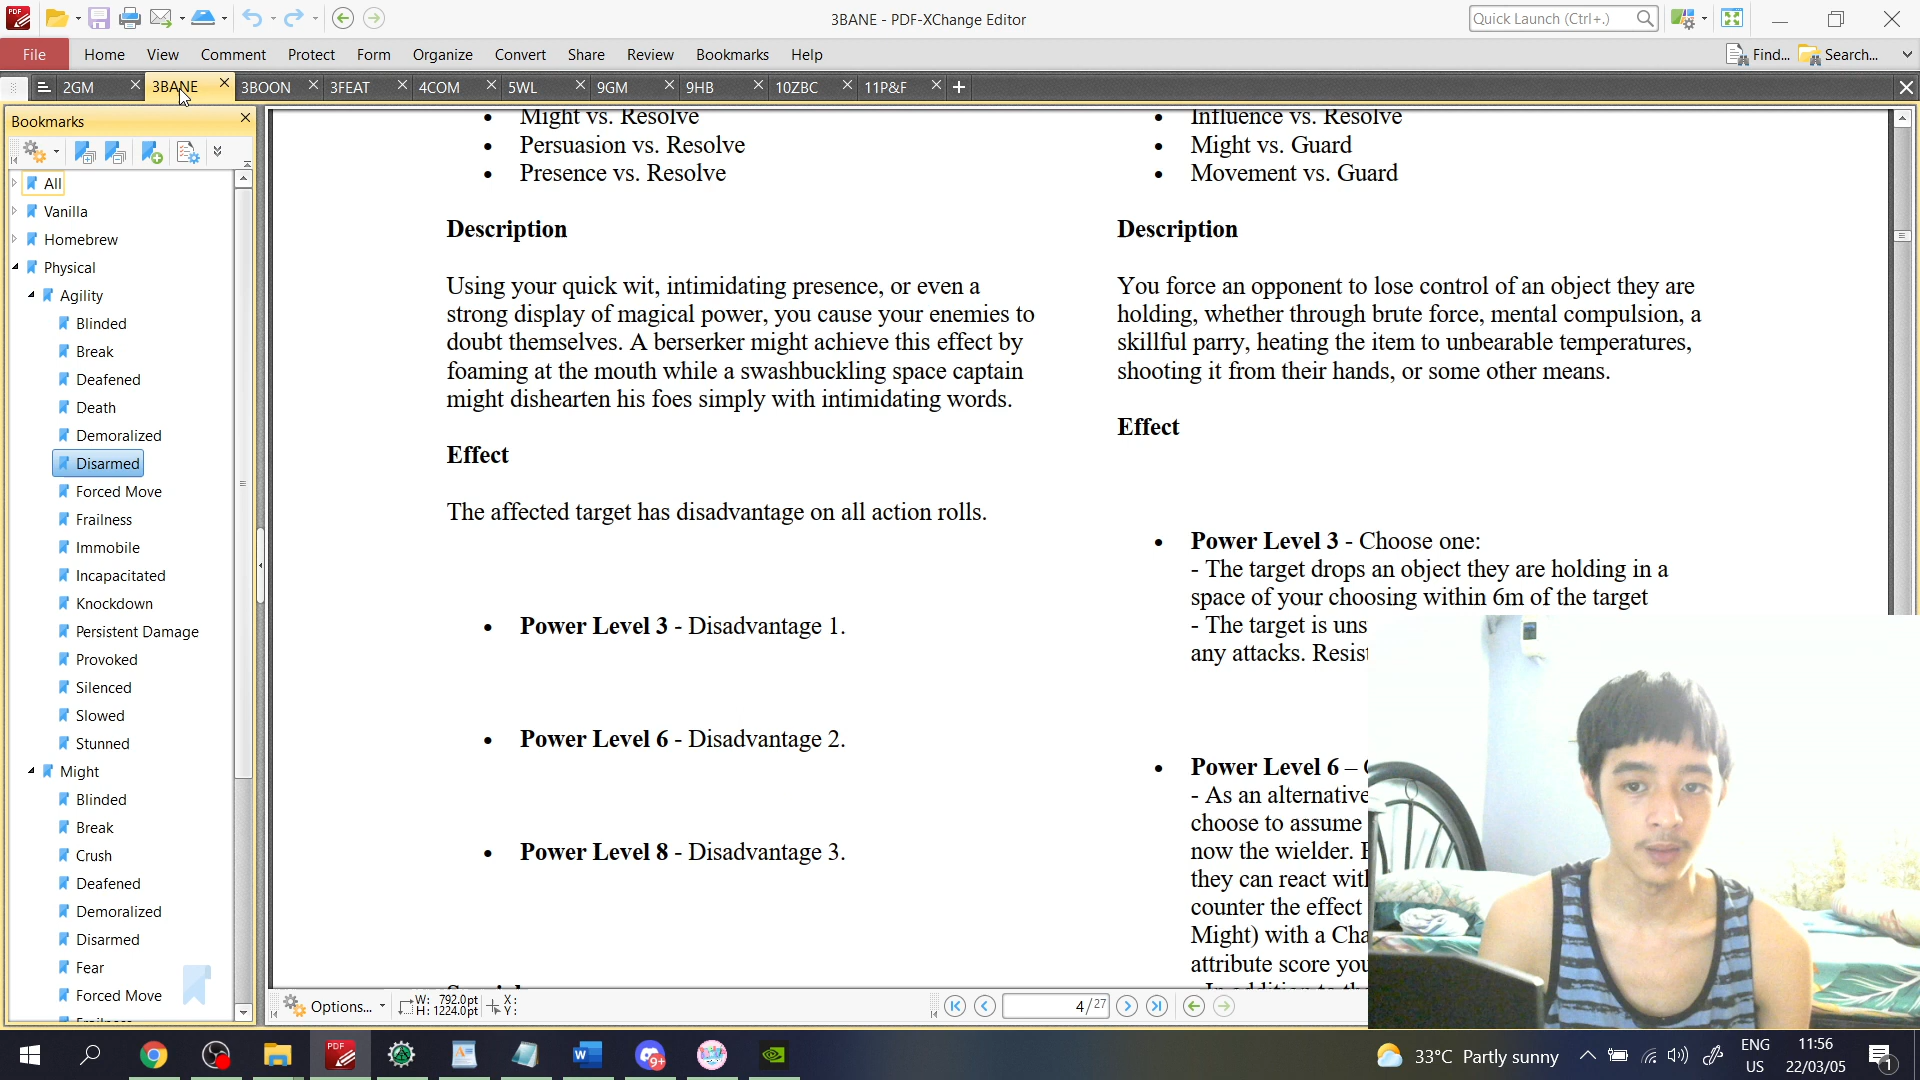 3BANE - PDF-XChange Editor
Quick Launch (Ctrl+.)
File Home View Comment Protect Form Organize Convert Share Review Bookmarks Help
Find... Search...
2GM 3BANE 3BOON 3FEAT 4COM 5WL 9GM 9HB 10ZBC 11P&F
Bookmarks
All
Vanilla
Homebrew
Physical
Agility
Blinded
Break
Deafened
Death
Demoralized
Disarmed
Forced Move
Frailness
Immobile
Incapacitated
Knockdown
Persistent Damage
Provoked
Silenced
Slowed
Stunned
Might
Blinded
Break
Crush
Deafened
Demoralized
Disarmed
Fear
Forced Move
• Might vs. Resolve
• Persuasion vs. Resolve
• Presence vs. Resolve
Description
Using your quick wit, intimidating presence, or even a
strong display of magical power, you cause your enemies to
doubt themselves. A berserker might achieve this effect by
foaming at the mouth while a swashbuckling space captain
might dishearten his foes simply with intimidating words.
Effect
The affected target has disadvantage on all action rolls.
• Power Level 3 - Disadvantage 1.
• Power Level 6 - Disadvantage 2.
• Power Level 8 - Disadvantage 3.
• Influence vs. Resolve
• Might vs. Guard
• Movement vs. Guard
Description
You force an opponent to lose control of an object they are
holding, whether through brute force, mental compulsion, a
skillful parry, heating the item to unbearable temperatures,
shooting it from their hands, or some other means.
Effect
• Power Level 3 - Choose one:
- The target drops an object they are holding in a
space of your choosing within 6m of the target
- The target is uns
any attacks. Resist
• Power Level 6 –
- As an alternative
choose to assume
now the wielder.
they can react with
counter the effect
Might) with a Cha
attribute score you
Options...
W: 792.0pt
H: 1224.0pt
X:
Y:
4/27
9+
33°C Partly sunny
ENG
US
11:56
22/03/05
1